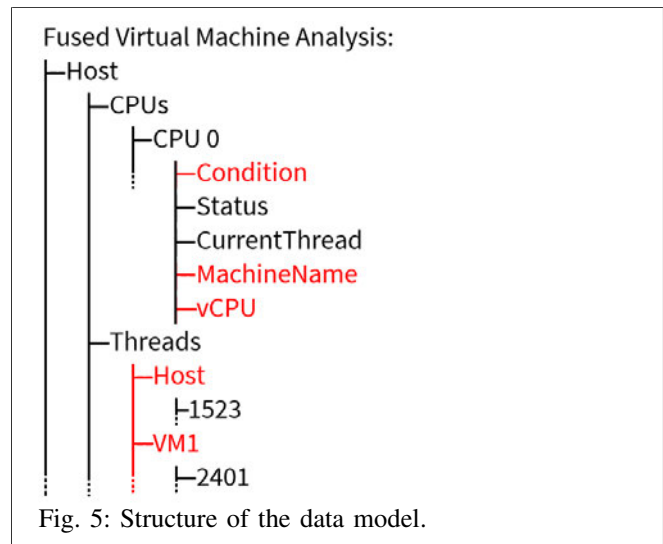 Fused Virtual Machine Analysis:
Host
CPUs
CPU 0
Condition
Status
CurrentThread
MachineName
vCPU
Threads
Host
1523
VM1
2401
Fig. 5: Structure of the data model.